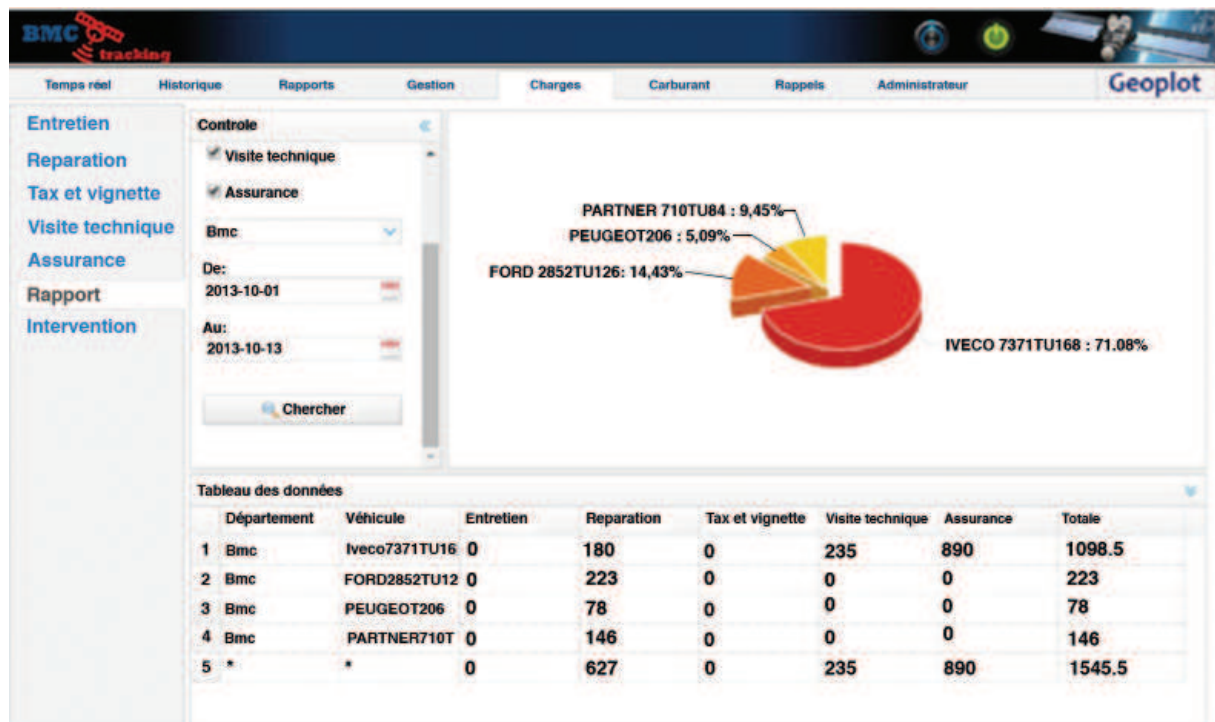 BMC
tracking
Temps réel Historique Rapports Gestion Charges Carburant Rappels Administrateur Geoplot
Entretien
Reparation
Tax et vignette
Visite technique
Assurance
Rapport
Intervention
Controle
Visite technique
Assurance
Bmc
De:
2013-10-01
Au:
2013-10-13
Chercher
PARTNER 710TU84 : 9,45%
PEUGEOT206 : 5,09%
FORD 2852TU126: 14,43%
IVECO 7371TU168 : 71.08%
Tableau des données
Département Véhicule Entretien Reparation Tax et vignette Visite technique Assurance Totale
1 Bmc Iveco7371TU16 0 180 0 235 890 1098.5
2 Bmc FORD2852TU12 0 223 0 0 0 223
3 Bmc PEUGEOT206 0 78 0 0 0 78
4 Bmc PARTNER710T 0 146 0 0 0 146
5 * * 0 627 0 235 890 1545.5